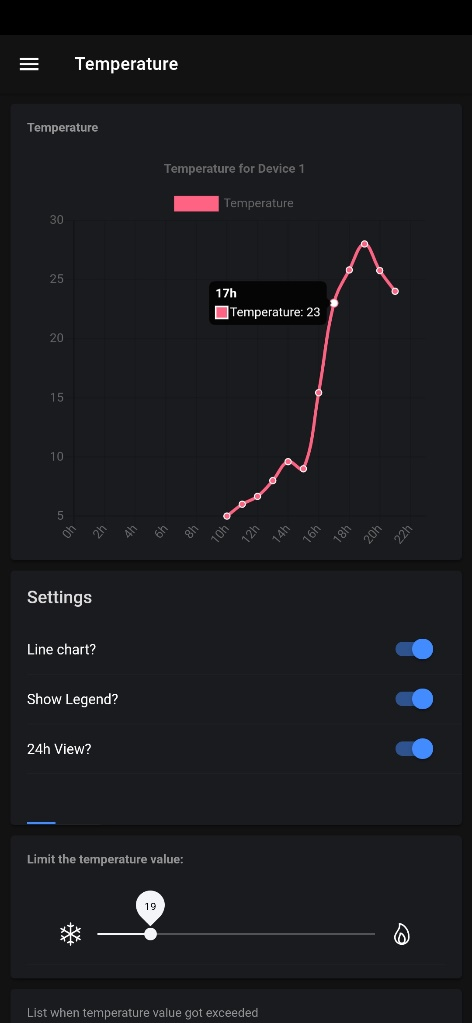 Temperature
Temperature
Temperature for Device 1
Temperature
30
25
17h
Temperature: 23
20
15
10
5
0h 2h 4h 6h 8h 10h 12h 14h 16h 18h 20h 22h
Settings
Line chart?
Show Legend?
24h View?
Limit the temperature value:
19
List when temperature value got exceeded